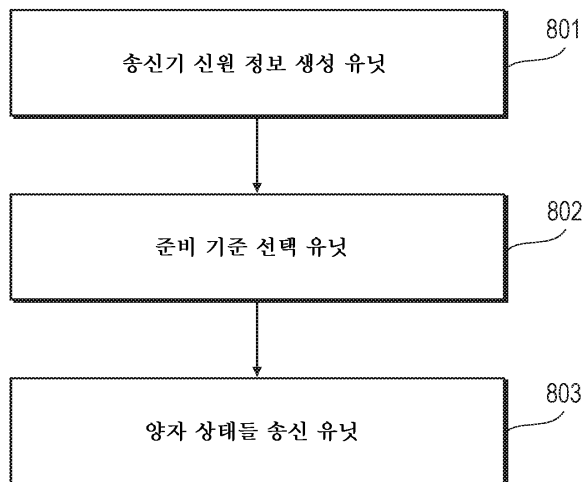 801
송신기 신원 정보 생성 유닛
802
준비 기준 선택 유닛
803
양자 상태들 송신 유닛